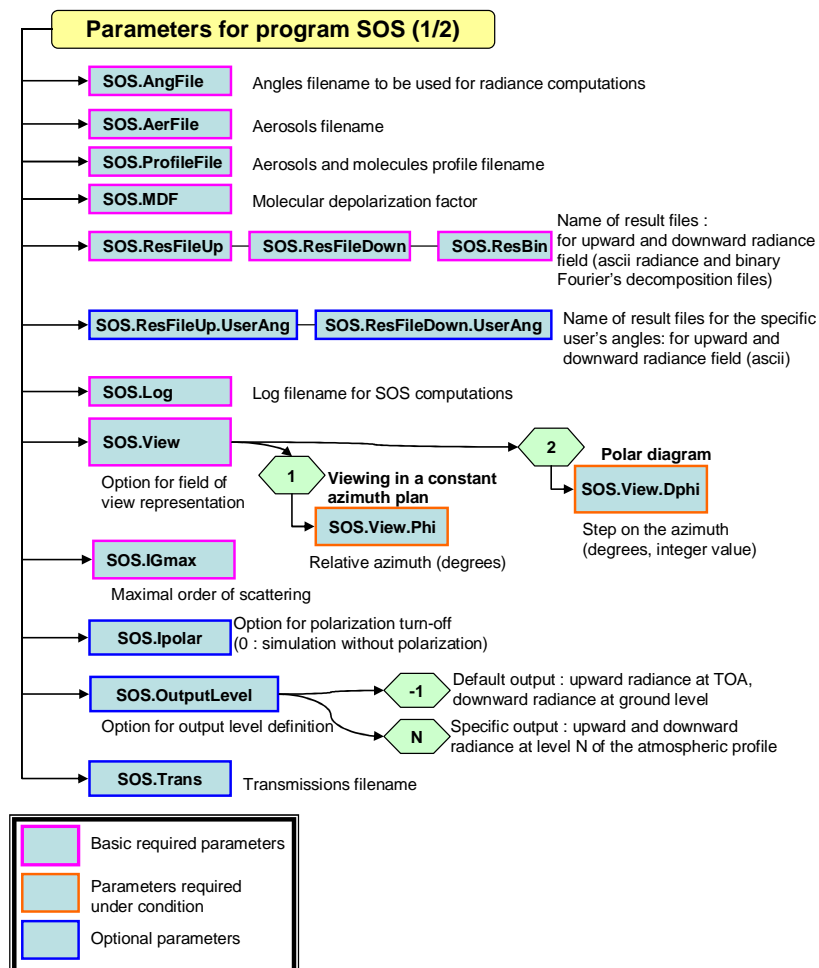 Parameters for program SOS (1/2)
SOS.AngFile
Angles filename to be used for radiance computations
SOS.AerFile
Aerosols filename
SOS.ProfileFile
Aerosols and molecules profile filename
SOS.MDF
Molecular depolarization factor
SOS.ResFileUp
SOS.ResFileDown
SOS.ResBin
Name of result files :
for upward and downward radiance
field (ascii radiance and binary
Fourier's decomposition files)
SOS.ResFileUp.UserAng
SOS.ResFileDown.UserAng
Name of result files for the specific
user's angles: for upward and
downward radiance field (ascii)
SOS.Log
Log filename for SOS computations
SOS.View
Option for field of
view representation
1
Viewing in a constant
azimuth plan
SOS.View.Phi
Relative azimuth (degrees)
2
Polar diagram
SOS.View.Dphi
Step on the azimuth
(degrees, integer value)
SOS.IGmax
Maximal order of scattering
SOS.Ipolar
Option for polarization turn-off
(0 : simulation without polarization)
SOS.OutputLevel
Option for output level definition
-1
Default output : upward radiance at TOA,
downward radiance at ground level
N
Specific output : upward and downward
radiance at level N of the atmospheric profile
SOS.Trans
Transmissions filename
Basic required parameters
Parameters required
under condition
Optional parameters